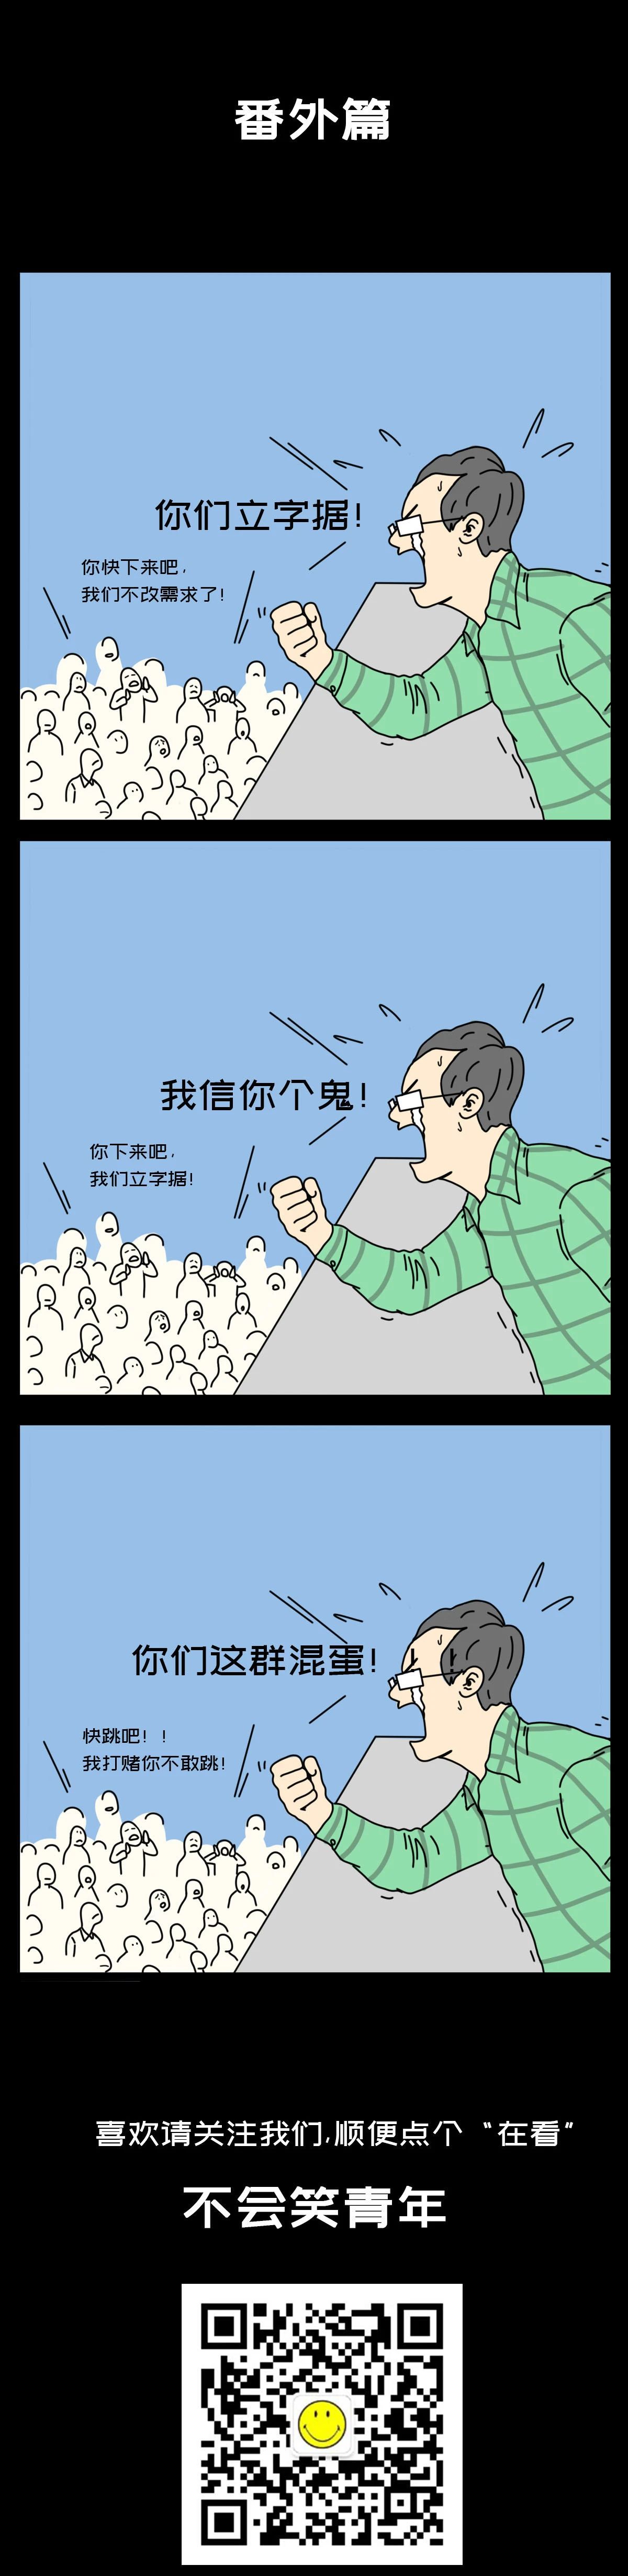 番外篇
你们立字据!
你快下来吧,
我们不改需求了!
我信你个鬼!
你下来吧,
我们立字据!
你们这群混蛋!
快跳吧!!
我打赌你不敢跳!
喜欢请关注我们,顺便点个“在看”
不会笑青年